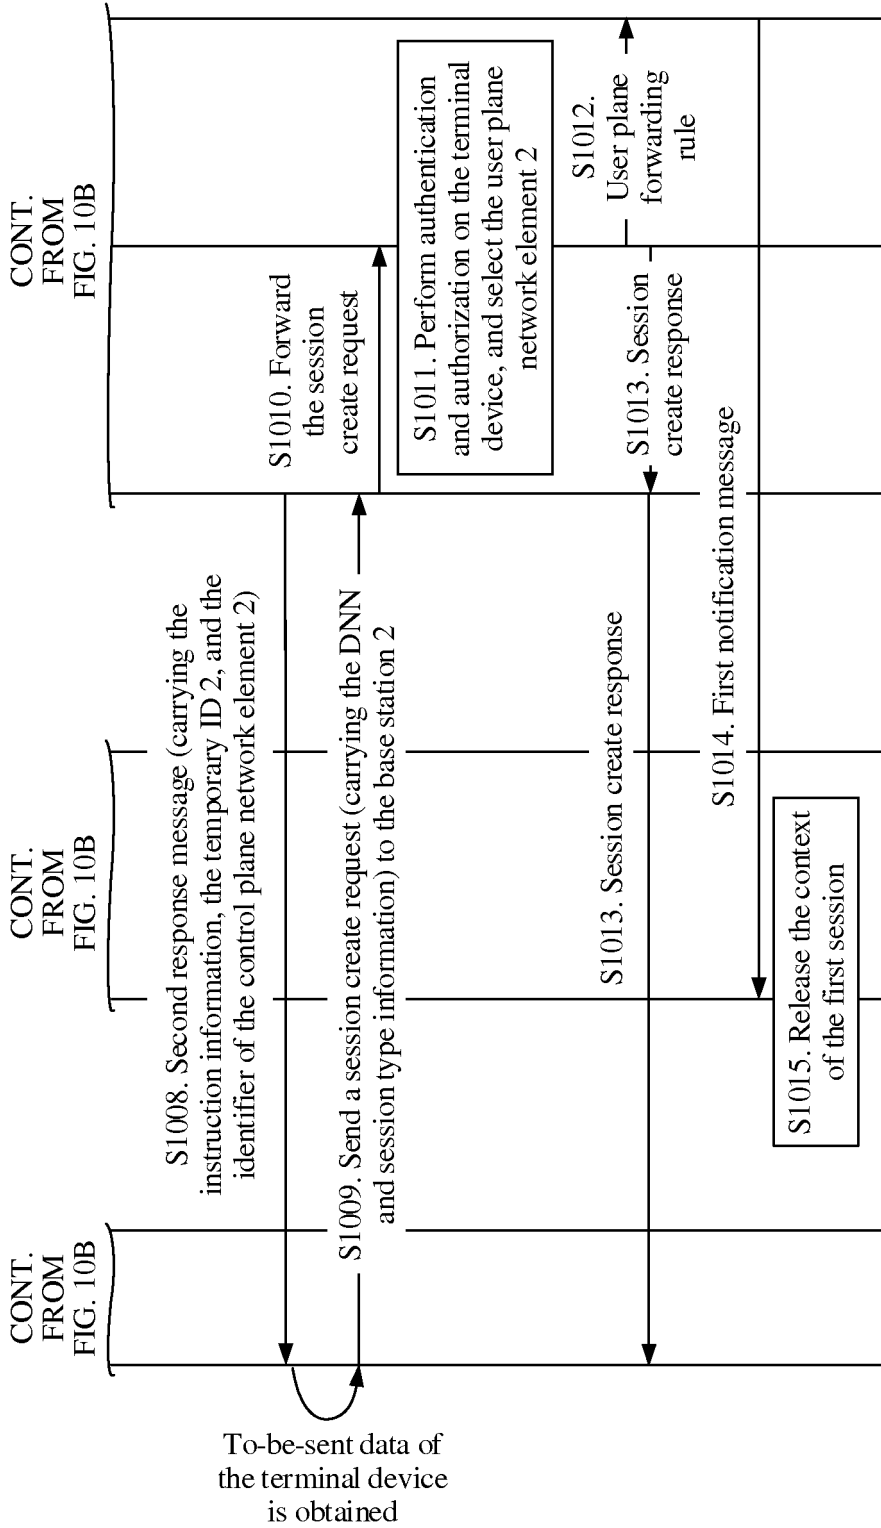 CONT.
FROM
FIG. 10B
CONT.
FROM
FIG. 10B
CONT.
FROM
FIG. 10B
S1008. Second response message (carrying the
instruction information, the temporary ID 2, and the
identifier of the control plane network element 2)
To-be-sent data of
the terminal device
is obtained
S1009. Send a session create request (carrying the DNN
and session type information) to the base station 2
S1010. Forward
the session
create request
S1011. Perform authentication
and authorization on the terminal
device, and select the user plane
network element 2
S1012.
User plane
forwarding
rule
S1013. Session
create response
S1013. Session create response
S1014. First notification message
S1015. Release the context
of the first session